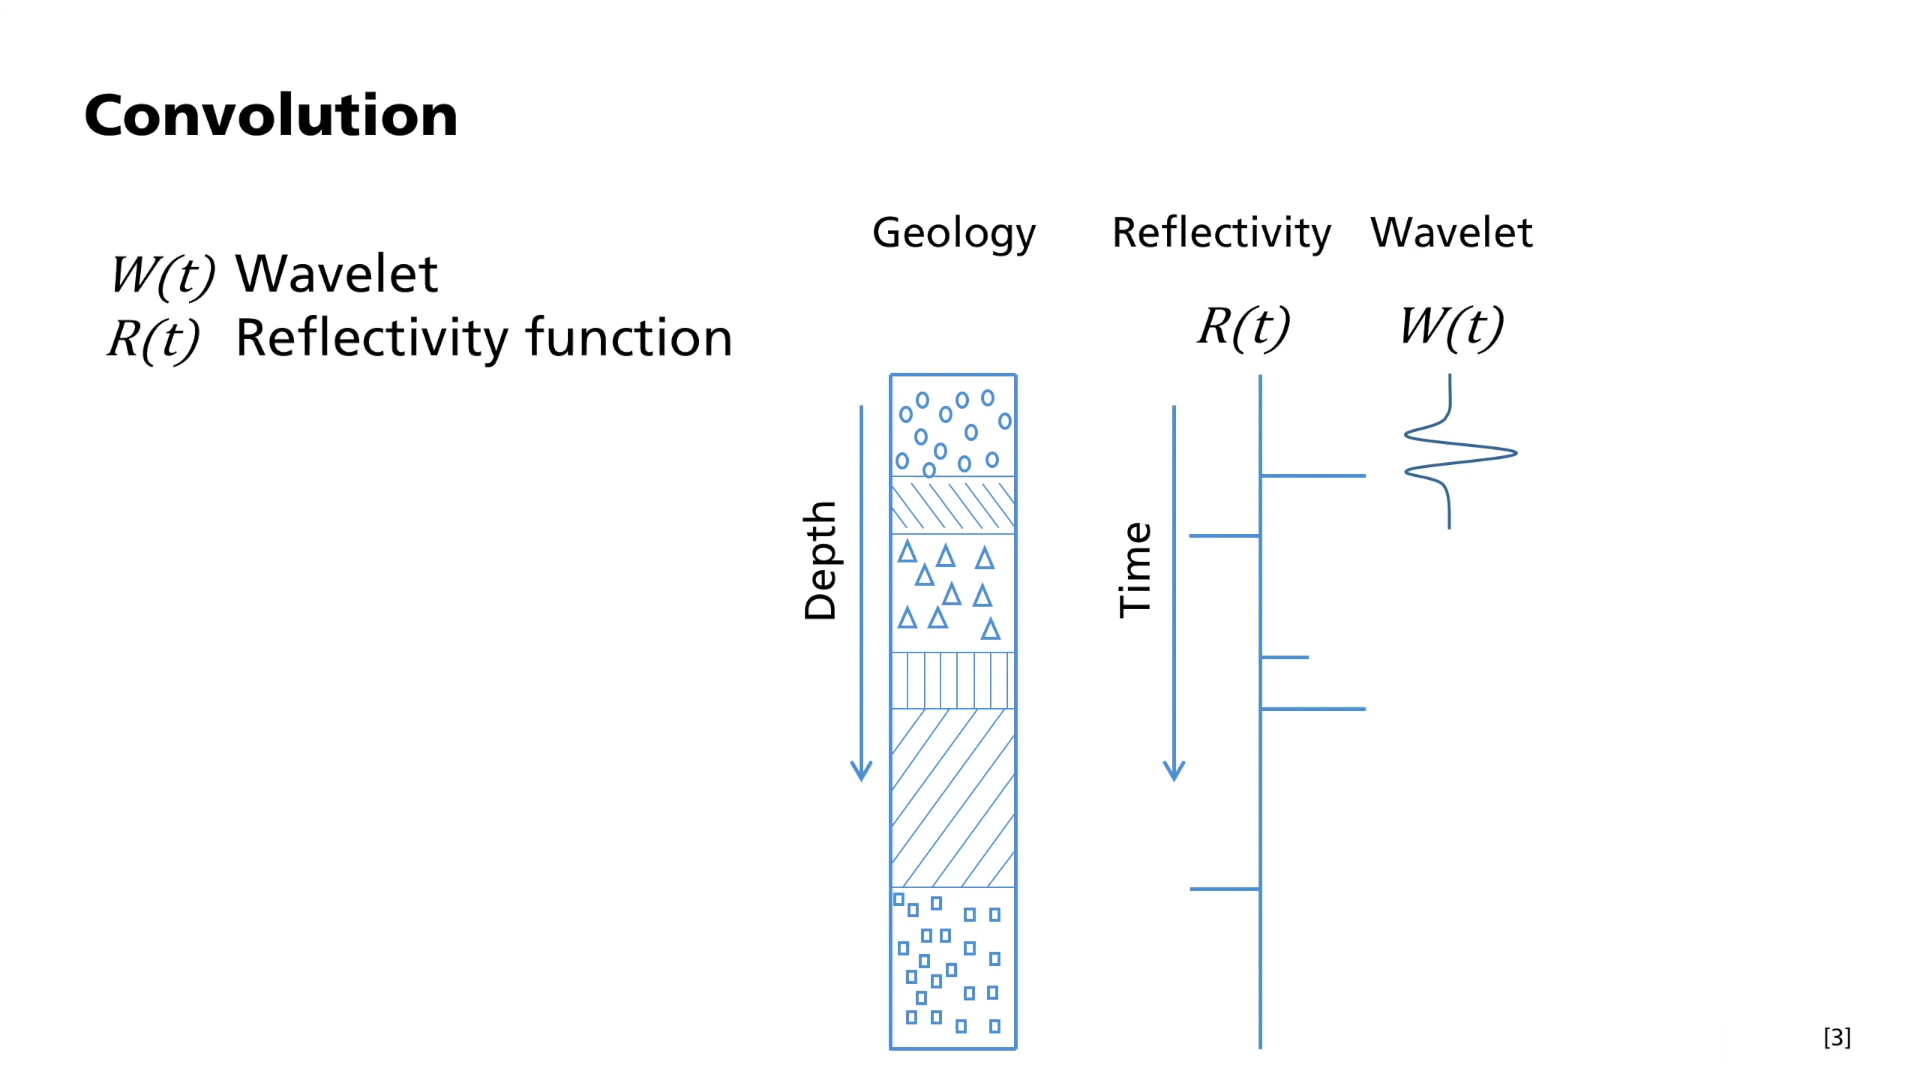 Convolution
W(t) Wavelet
R(t) Reflectivity function
Geology
Reflectivity
Wavelet
R(t)
W(t)
Depth
Time
[3]